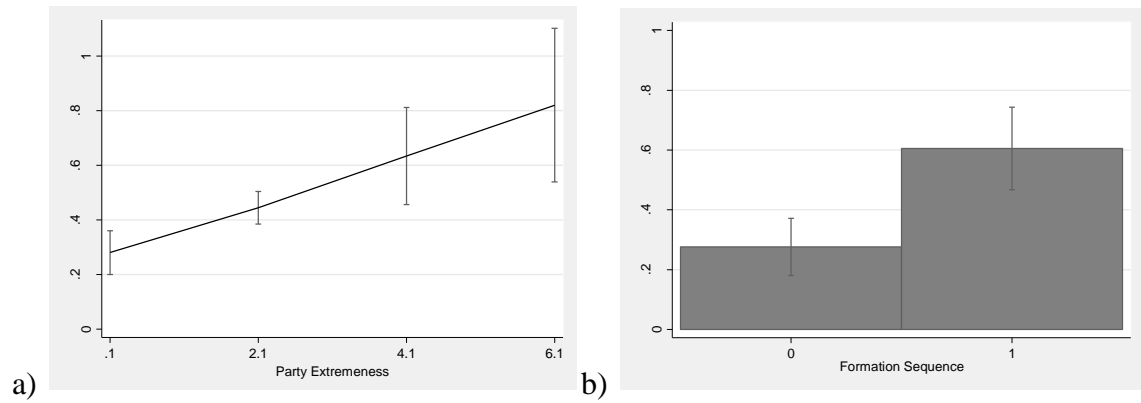 1
.8
.6
.4
.2
0
.1 2.1 4.1 6.1
Party Extremeness
a)
1
.8
.6
.4
.2
0
0 1
Formation Sequence
b)